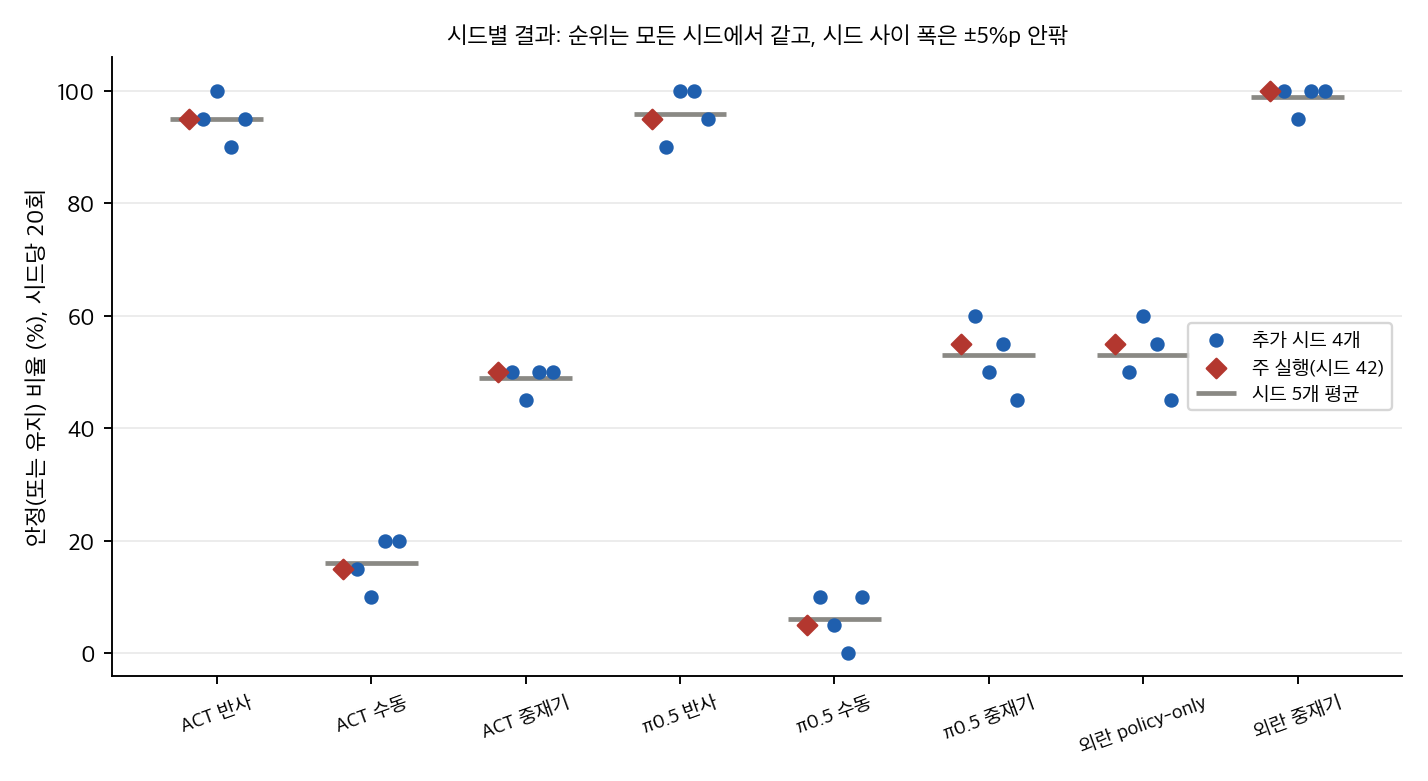 시드별 결과: 순위는 모든 시드에서 같고, 시드 사이 폭은 ±5%p 안팎
안정(또는 유지) 비율 (%), 시드당 20회
100
80
60
40
20
0
추가 시드 4개
주 실행(시드 42)
시드 5개 평균
ACT 반사
ACT 수동
ACT 중재기
π0.5 반사
π0.5 수동
π0.5 중재기
외란 policy-only
외란 중재기